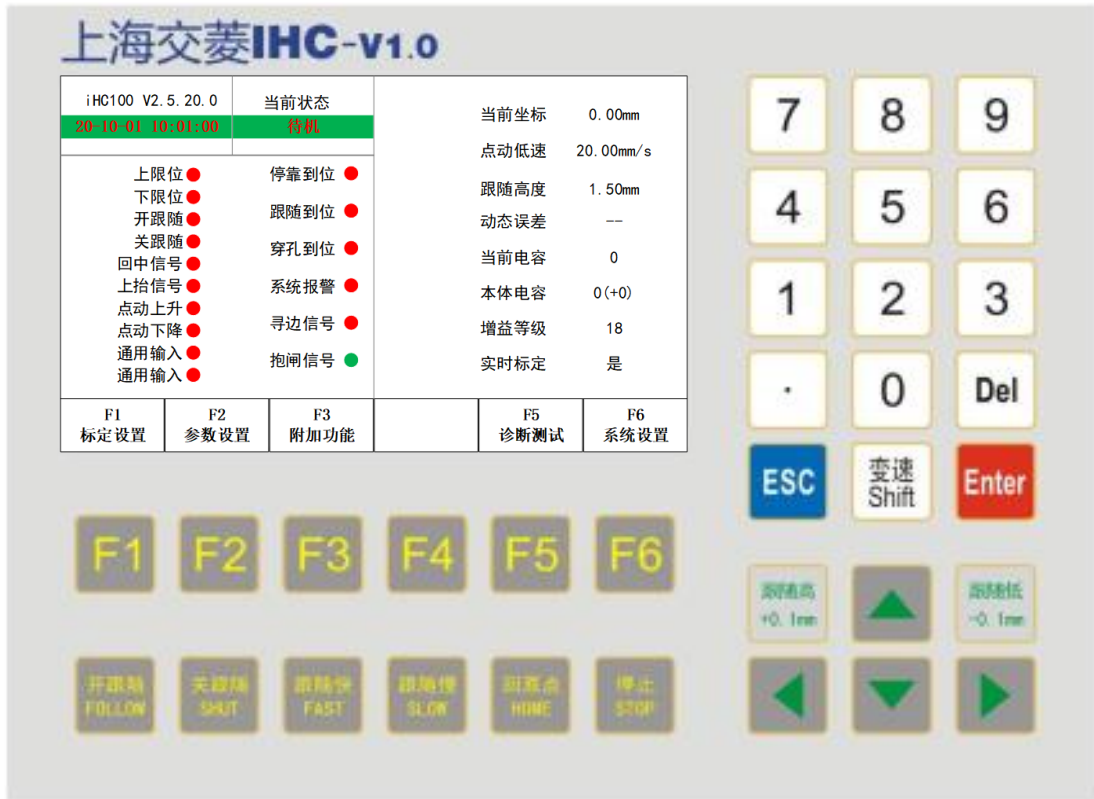 上海交菱IHC-V1.0
iHC100 V2.5.20.0 当前状态
20-10-01 10:01:00 待机
上限位
下限位
开跟随
关跟随
回中信号
上抬信号
点动上升
点动下降
通用输入
通用输入
停靠到位
跟随到位
穿孔到位
系统报警
寻边信号
抱闸信号
当前坐标 0.00mm
点动低速 20.00mm/s
跟随高度 1.50mm
动态误差 --
当前电容 0
本体电容 0(+0)
增益等级 18
实时标定 是
F1 F2 F3 F5 F6
标定设置 参数设置 附加功能 诊断测试 系统设置
7 8 9
4 5 6
1 2 3
. 0 Del
ESC 变速 Enter
Shift
F1 F2 F3 F4 F5 F6
跟随高 跟随低
+0.1mm -0.1mm
开跟随 关跟随 跟随快 跟随慢 回原点 停止
FOLLOW SHUT FAST SLOW HOME STOP